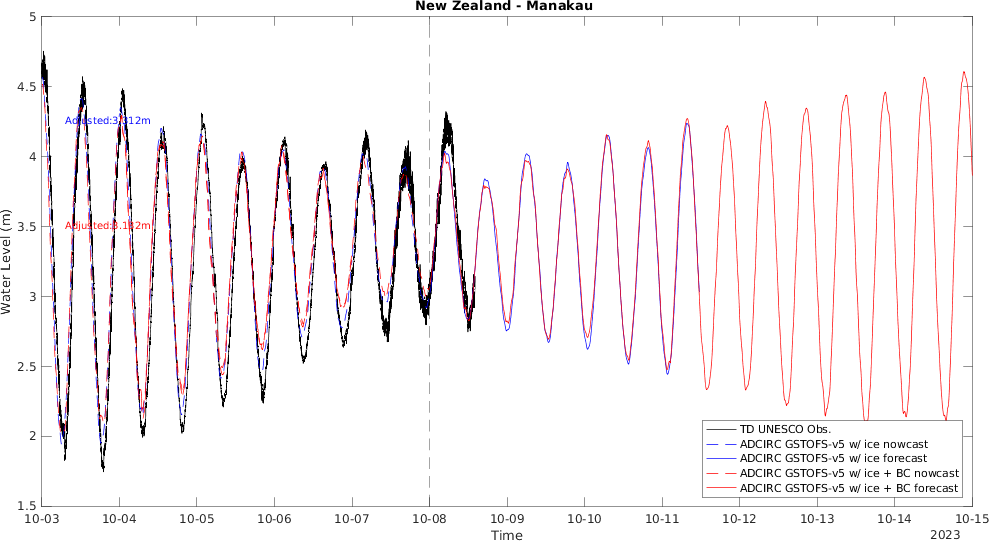 New Zealand - Manakau
Water Level (m)
5
4.5
4
3.5
3
2.5
2
1.5
TD UNESCO Obs.
ADCIRC GSTOFS-v5 w/ ice nowcast
ADCIRC GSTOFS-v5 w/ ice forecast
ADCIRC GSTOFS-v5 w/ ice + BC nowcast
ADCIRC GSTOFS-v5 w/ ice + BC forecast
10-03 10-04 10-05 10-06 10-07 10-08 10-09 10-10 10-11 10-12 10-13 10-14 10-15
Time
2023